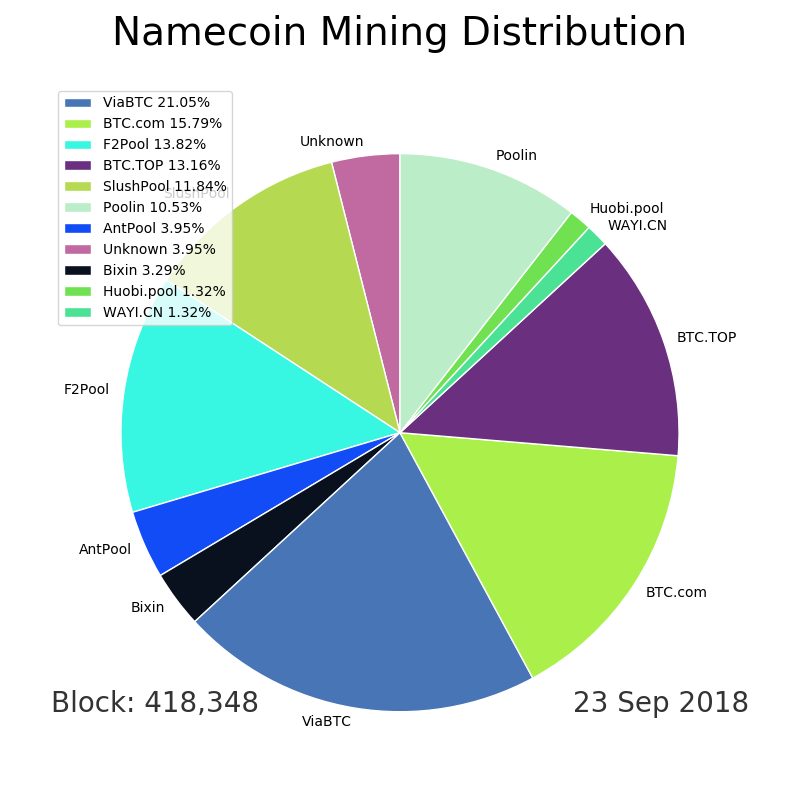 Namecoin Mining Distribution
ViaBTC 21.05%
BTC.com 15.79%
F2Pool 13.82%
BTC.TOP 13.16%
SlushPool 11.84%
Poolin 10.53%
AntPool 3.95%
Unknown 3.95%
Bixin 3.29%
Huobi.pool 1.32%
WAYI.CN 1.32%
Unknown
Poolin
SlushPool
Huobi.pool
WAYI.CN
BTC.TOP
F2Pool
AntPool
BTC.com
Bixin
ViaBTC
Block: 418,348
23 Sep 2018